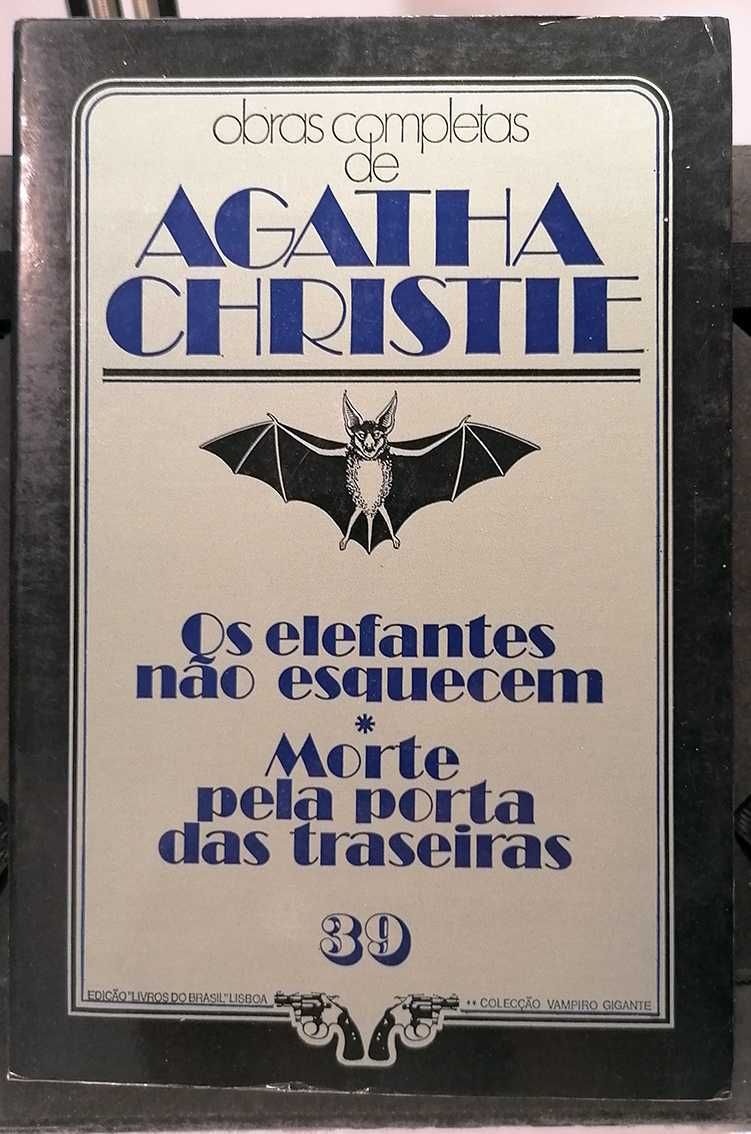 obras completas
de
AGATHA
CHRISTIE
Os elefantes
não esquecem
*
Morte
pela porta
das traseiras
39
EDIÇÃO "LIVROS DO BRASIL" LISBOA
** COLECÇÃO VAMPIRO GIGANTE